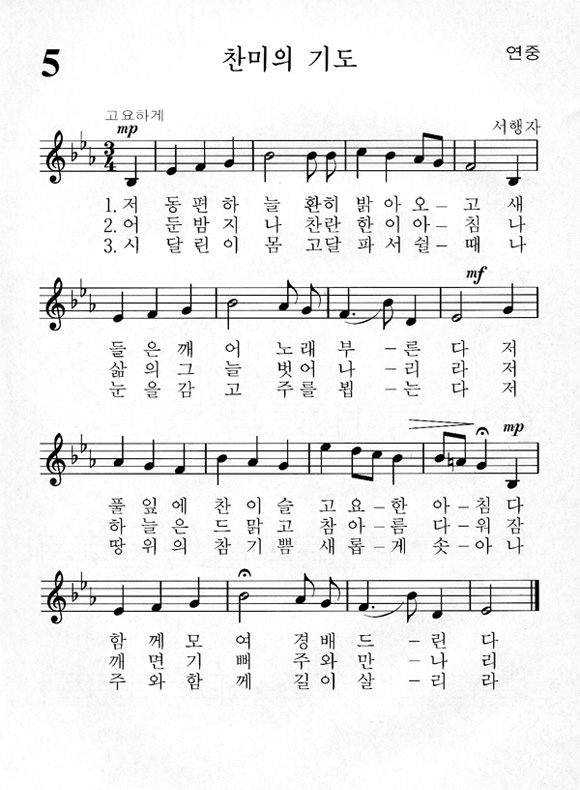 5
찬미의 기도
연중
고요하게
서행자
mp
1. 저 동 편 하 늘 환히 밝 아 오 – 고 새
2. 어 둔 밤 지 나 찬란 한 이 아 – 침 나
3. 시 달 린 이 몸 고달 파 서 쉴 – 때 나
mf
들 은 깨 어 노 래 부 – 른 다 저
삶 의 그 늘 벗 어 나 – 리 라 저
눈 을 감 고 주 를 뵙 – 는 다 저
mp
풀 잎 에 찬 이 슬 고 요 – 한 아 – 침 다
하 늘 은 드 맑 고 참 아 – 름 다 – 워 잠
땅 위 의 참 기 쁨 새 롭 – 게 솟 – 아 나
함 께 모 여 경 배 드 – 린 다
깨 면 기 뻐 주 와 만 – 나 리
주 와 함 께 길 이 살 – 리 라